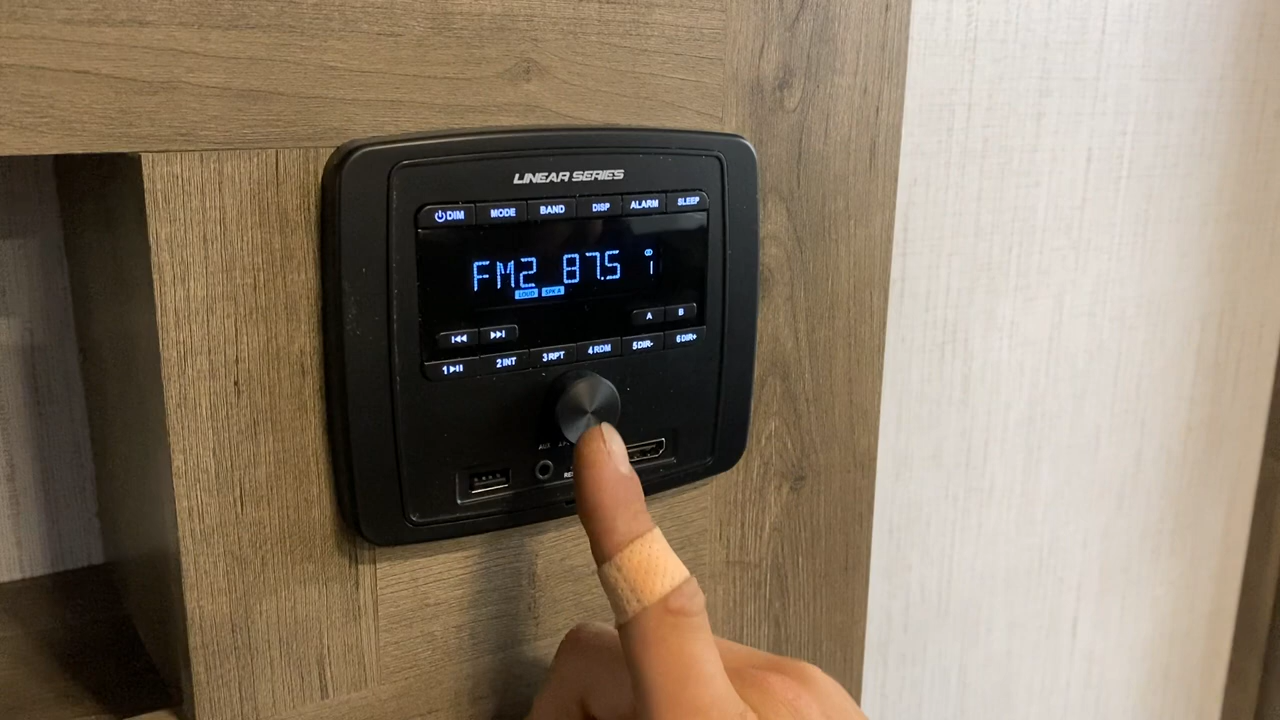 LINEAR SERIES
⏻DIM MODE BAND DISP ALARM SLEEP
FM2 87.5 1
LOUD SPK A
A B
1 2 INT 3 RPT 4 RDM 5 DIR- 6 DIR+
AUX